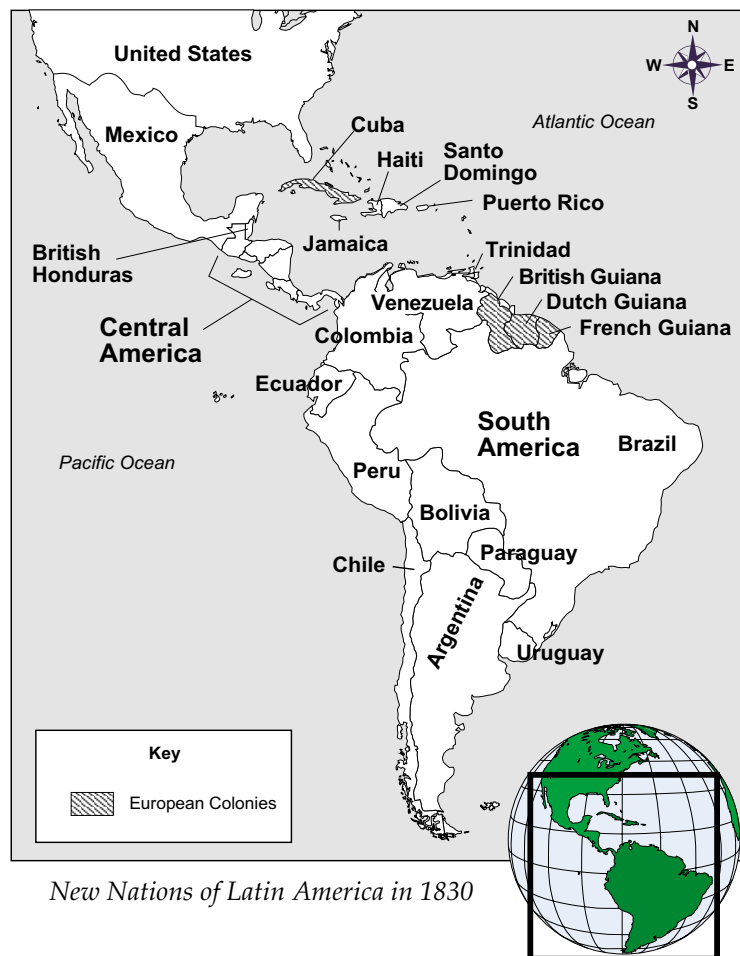 United States
N
W E
S
Mexico
Cuba
Atlantic Ocean
Haiti
Santo
Domingo
Puerto Rico
British
Honduras
Jamaica
Trinidad
British Guiana
Dutch Guiana
French Guiana
Venezuela
Central
America
Colombia
Ecuador
South
America
Brazil
Pacific Ocean
Peru
Bolivia
Paraguay
Chile
Argentina
Uruguay
Key
European Colonies
New Nations of Latin America in 1830